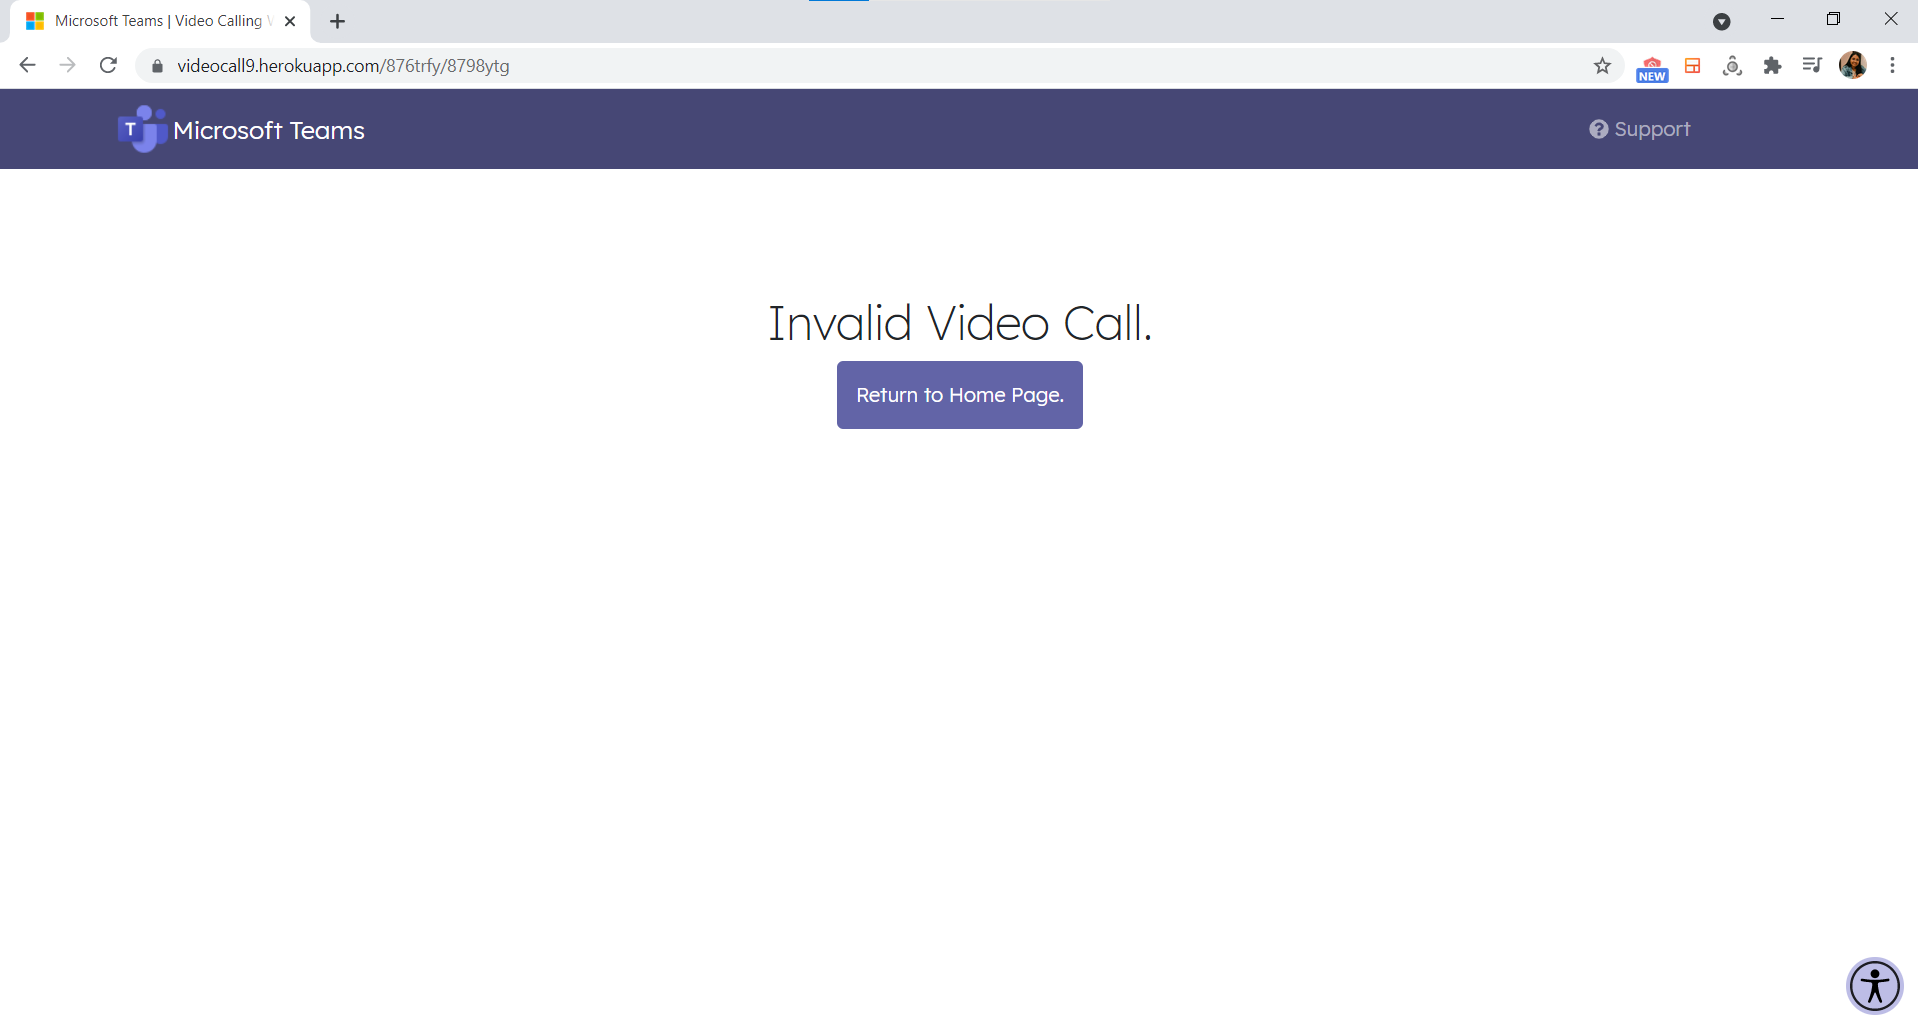 Microsoft Teams | Video Calling
videocall9.herokuapp.com/876trfy/8798ytg
NEW
T
Microsoft Teams
Support
Invalid Video Call.
Return to Home Page.